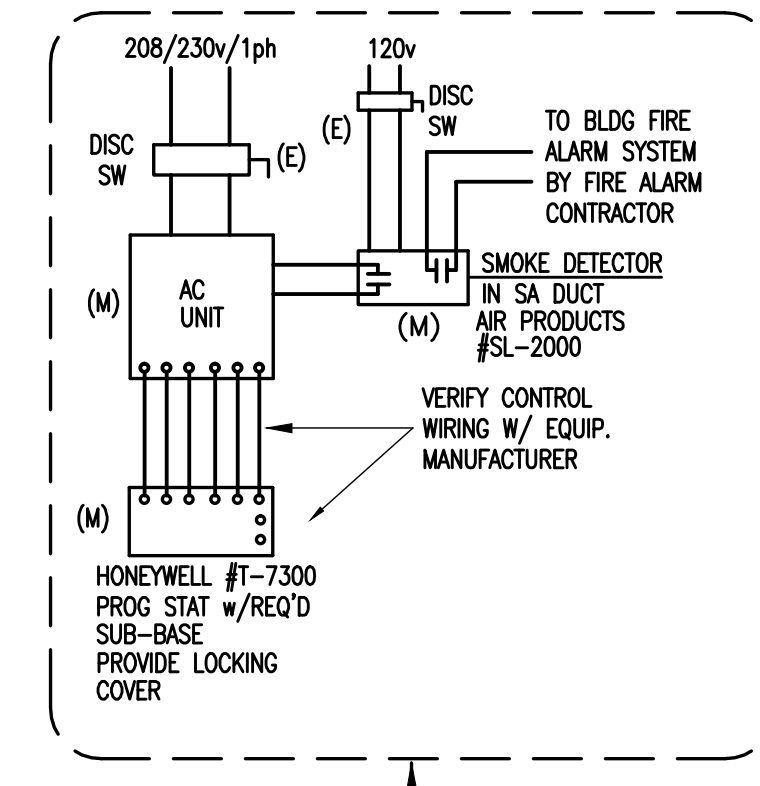 208/230v/1ph
120v
DISC
SW
(E)
DISC
SW
(E)
TO BLDG FIRE
ALARM SYSTEM
BY FIRE ALARM
CONTRACTOR
AC
UNIT
(M)
SMOKE DETECTOR
IN SA DUCT
AIR PRODUCTS
#SL-2000
(M)
VERIFY CONTROL
WIRING W/ EQUIP.
MANUFACTURER
(M)
HONEYWELL #T-7300
PROG STAT w/REQ'D
SUB-BASE
PROVIDE LOCKING
COVER